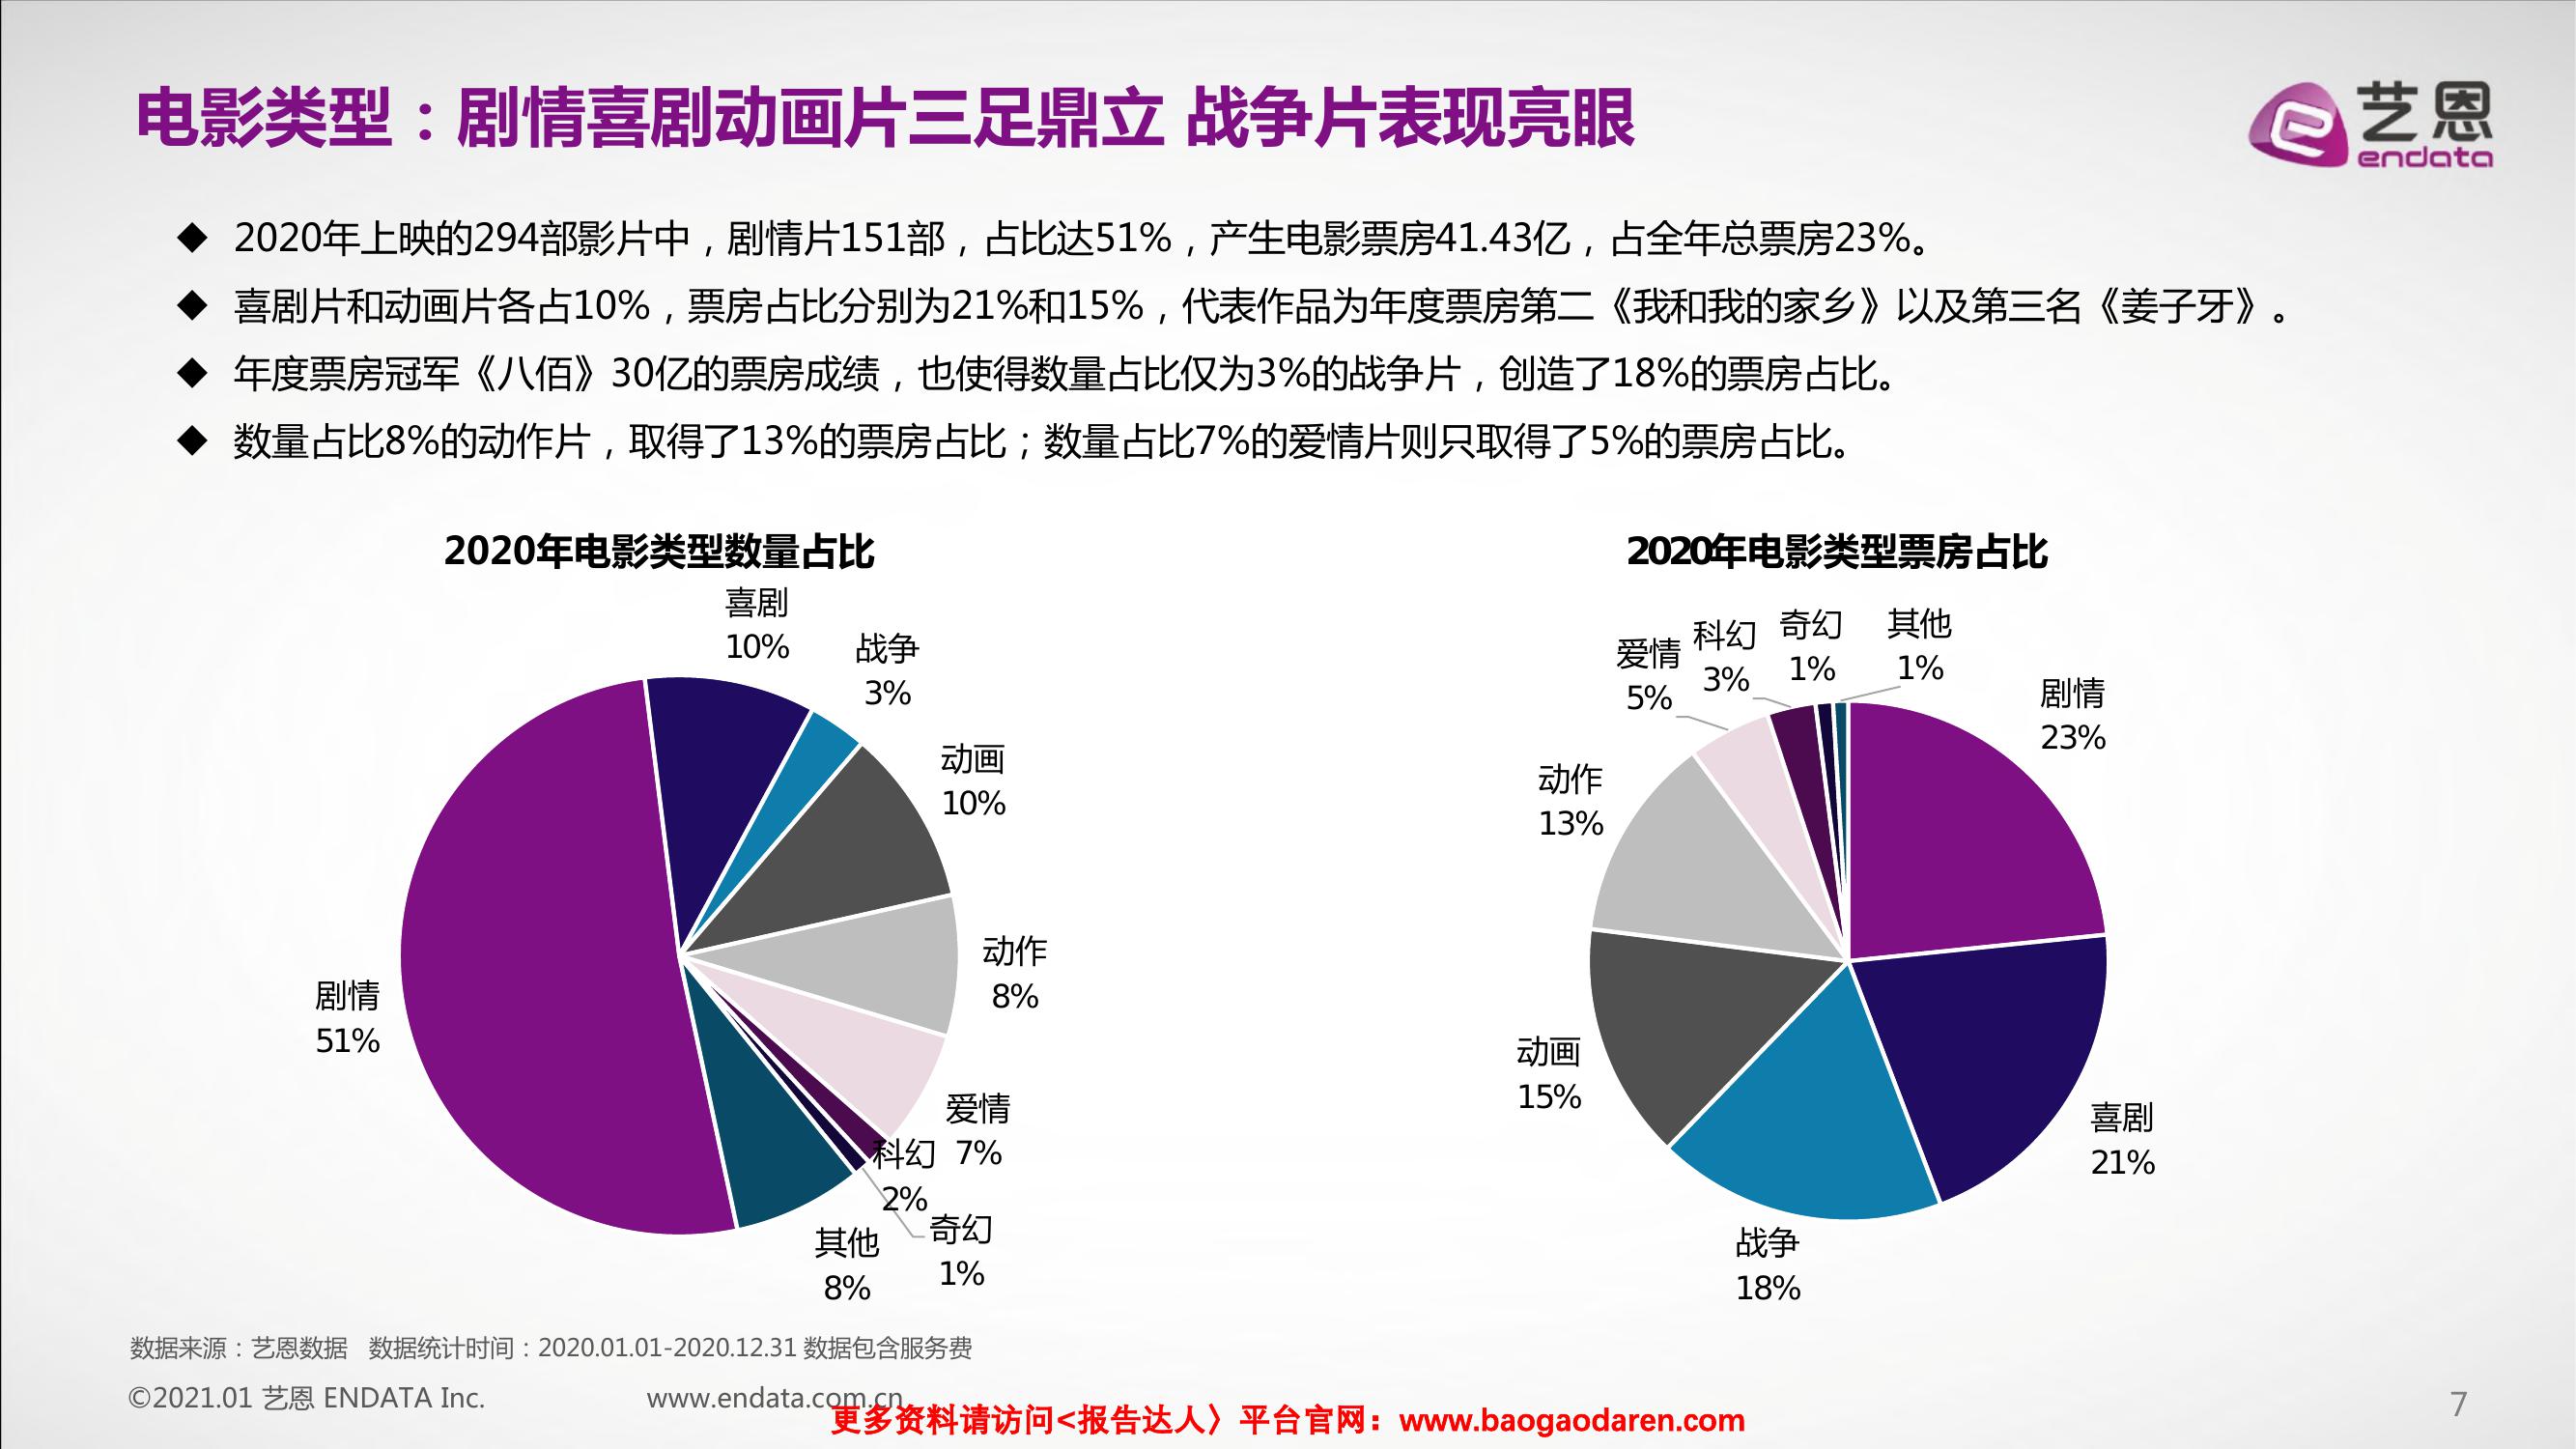 电影类型：剧情喜剧动画片三足鼎立 战争片表现亮眼
艺恩
endata
◆ 2020年上映的294部影片中，剧情片151部，占比达51%，产生电影票房41.43亿，占全年总票房23%。
◆ 喜剧片和动画片各占10%，票房占比分别为21%和15%，代表作品为年度票房第二《我和我的家乡》以及第三名《姜子牙》。
◆ 年度票房冠军《八佰》30亿的票房成绩，也使得数量占比仅为3%的战争片，创造了18%的票房占比。
◆ 数量占比8%的动作片，取得了13%的票房占比；数量占比7%的爱情片则只取得了5%的票房占比。
2020年电影类型数量占比
喜剧
10%
战争
3%
动画
10%
动作
8%
爱情
7%
科幻
2%
奇幻
1%
其他
8%
剧情
51%
2020年电影类型票房占比
剧情
23%
喜剧
21%
战争
18%
动画
15%
动作
13%
爱情
5%
科幻
3%
奇幻
1%
其他
1%
数据来源：艺恩数据 数据统计时间：2020.01.01-2020.12.31 数据包含服务费
©2021.01 艺恩 ENDATA Inc. www.endata.com.cn
更多资料请访问<报告达人〉平台官网：www.baogaodaren.com
7